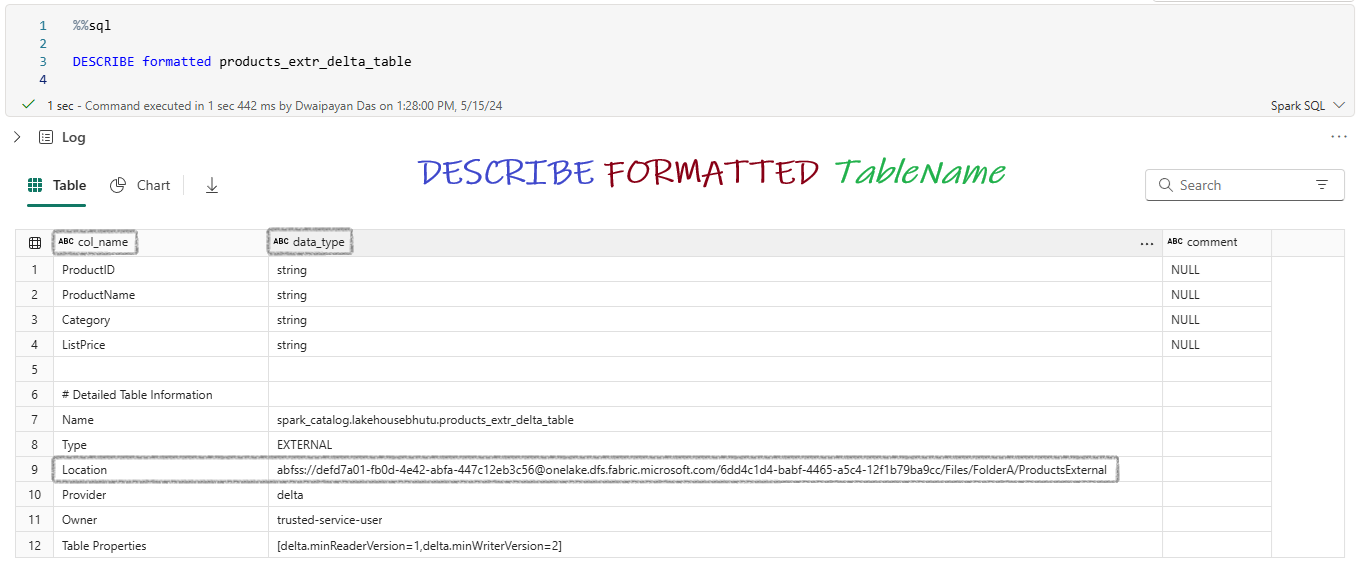 1 %%sql
2
3 DESCRIBE formatted products_extr_delta_table
4
1 sec - Command executed in 1 sec 442 ms by Dwaipayan Das on 1:28:00 PM, 5/15/24 Spark SQL
Log
DESCRIBE FORMATTED TableName
Table Chart Search
ABC col_name ABC data_type ... ABC comment
1 ProductID string NULL
2 ProductName string NULL
3 Category string NULL
4 ListPrice string NULL
5
6 # Detailed Table Information
7 Name spark_catalog.lakehousebhutu.products_extr_delta_table
8 Type EXTERNAL
9 Location abfss://defd7a01-fb0d-4e42-abfa-447c12eb3c56@onelake.dfs.fabric.microsoft.com/6dd4c1d4-babf-4465-a5c4-12f1b79ba9cc/Files/FolderA/ProductsExternal
10 Provider delta
11 Owner trusted-service-user
12 Table Properties [delta.minReaderVersion=1,delta.minWriterVersion=2]